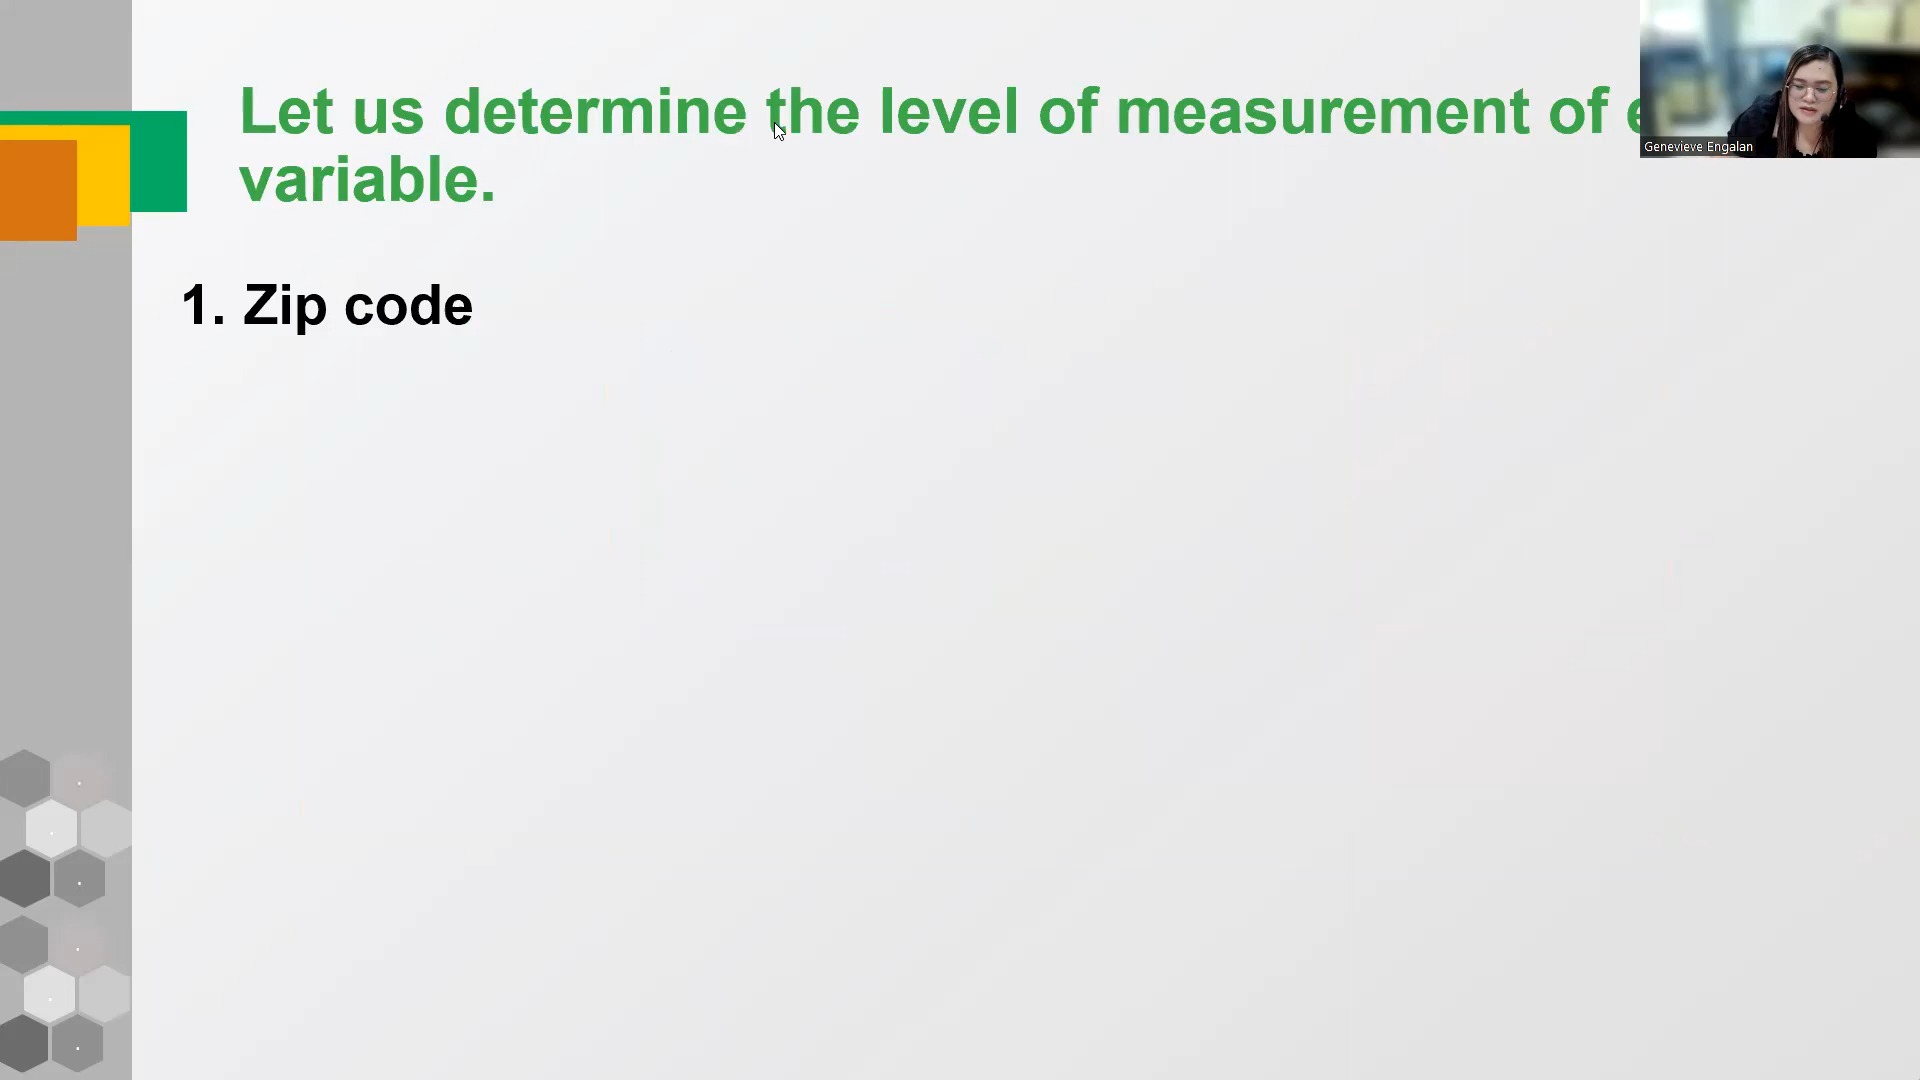 Let us determine the level of measurement of
variable.
1. Zip code
Genevieve Engalan